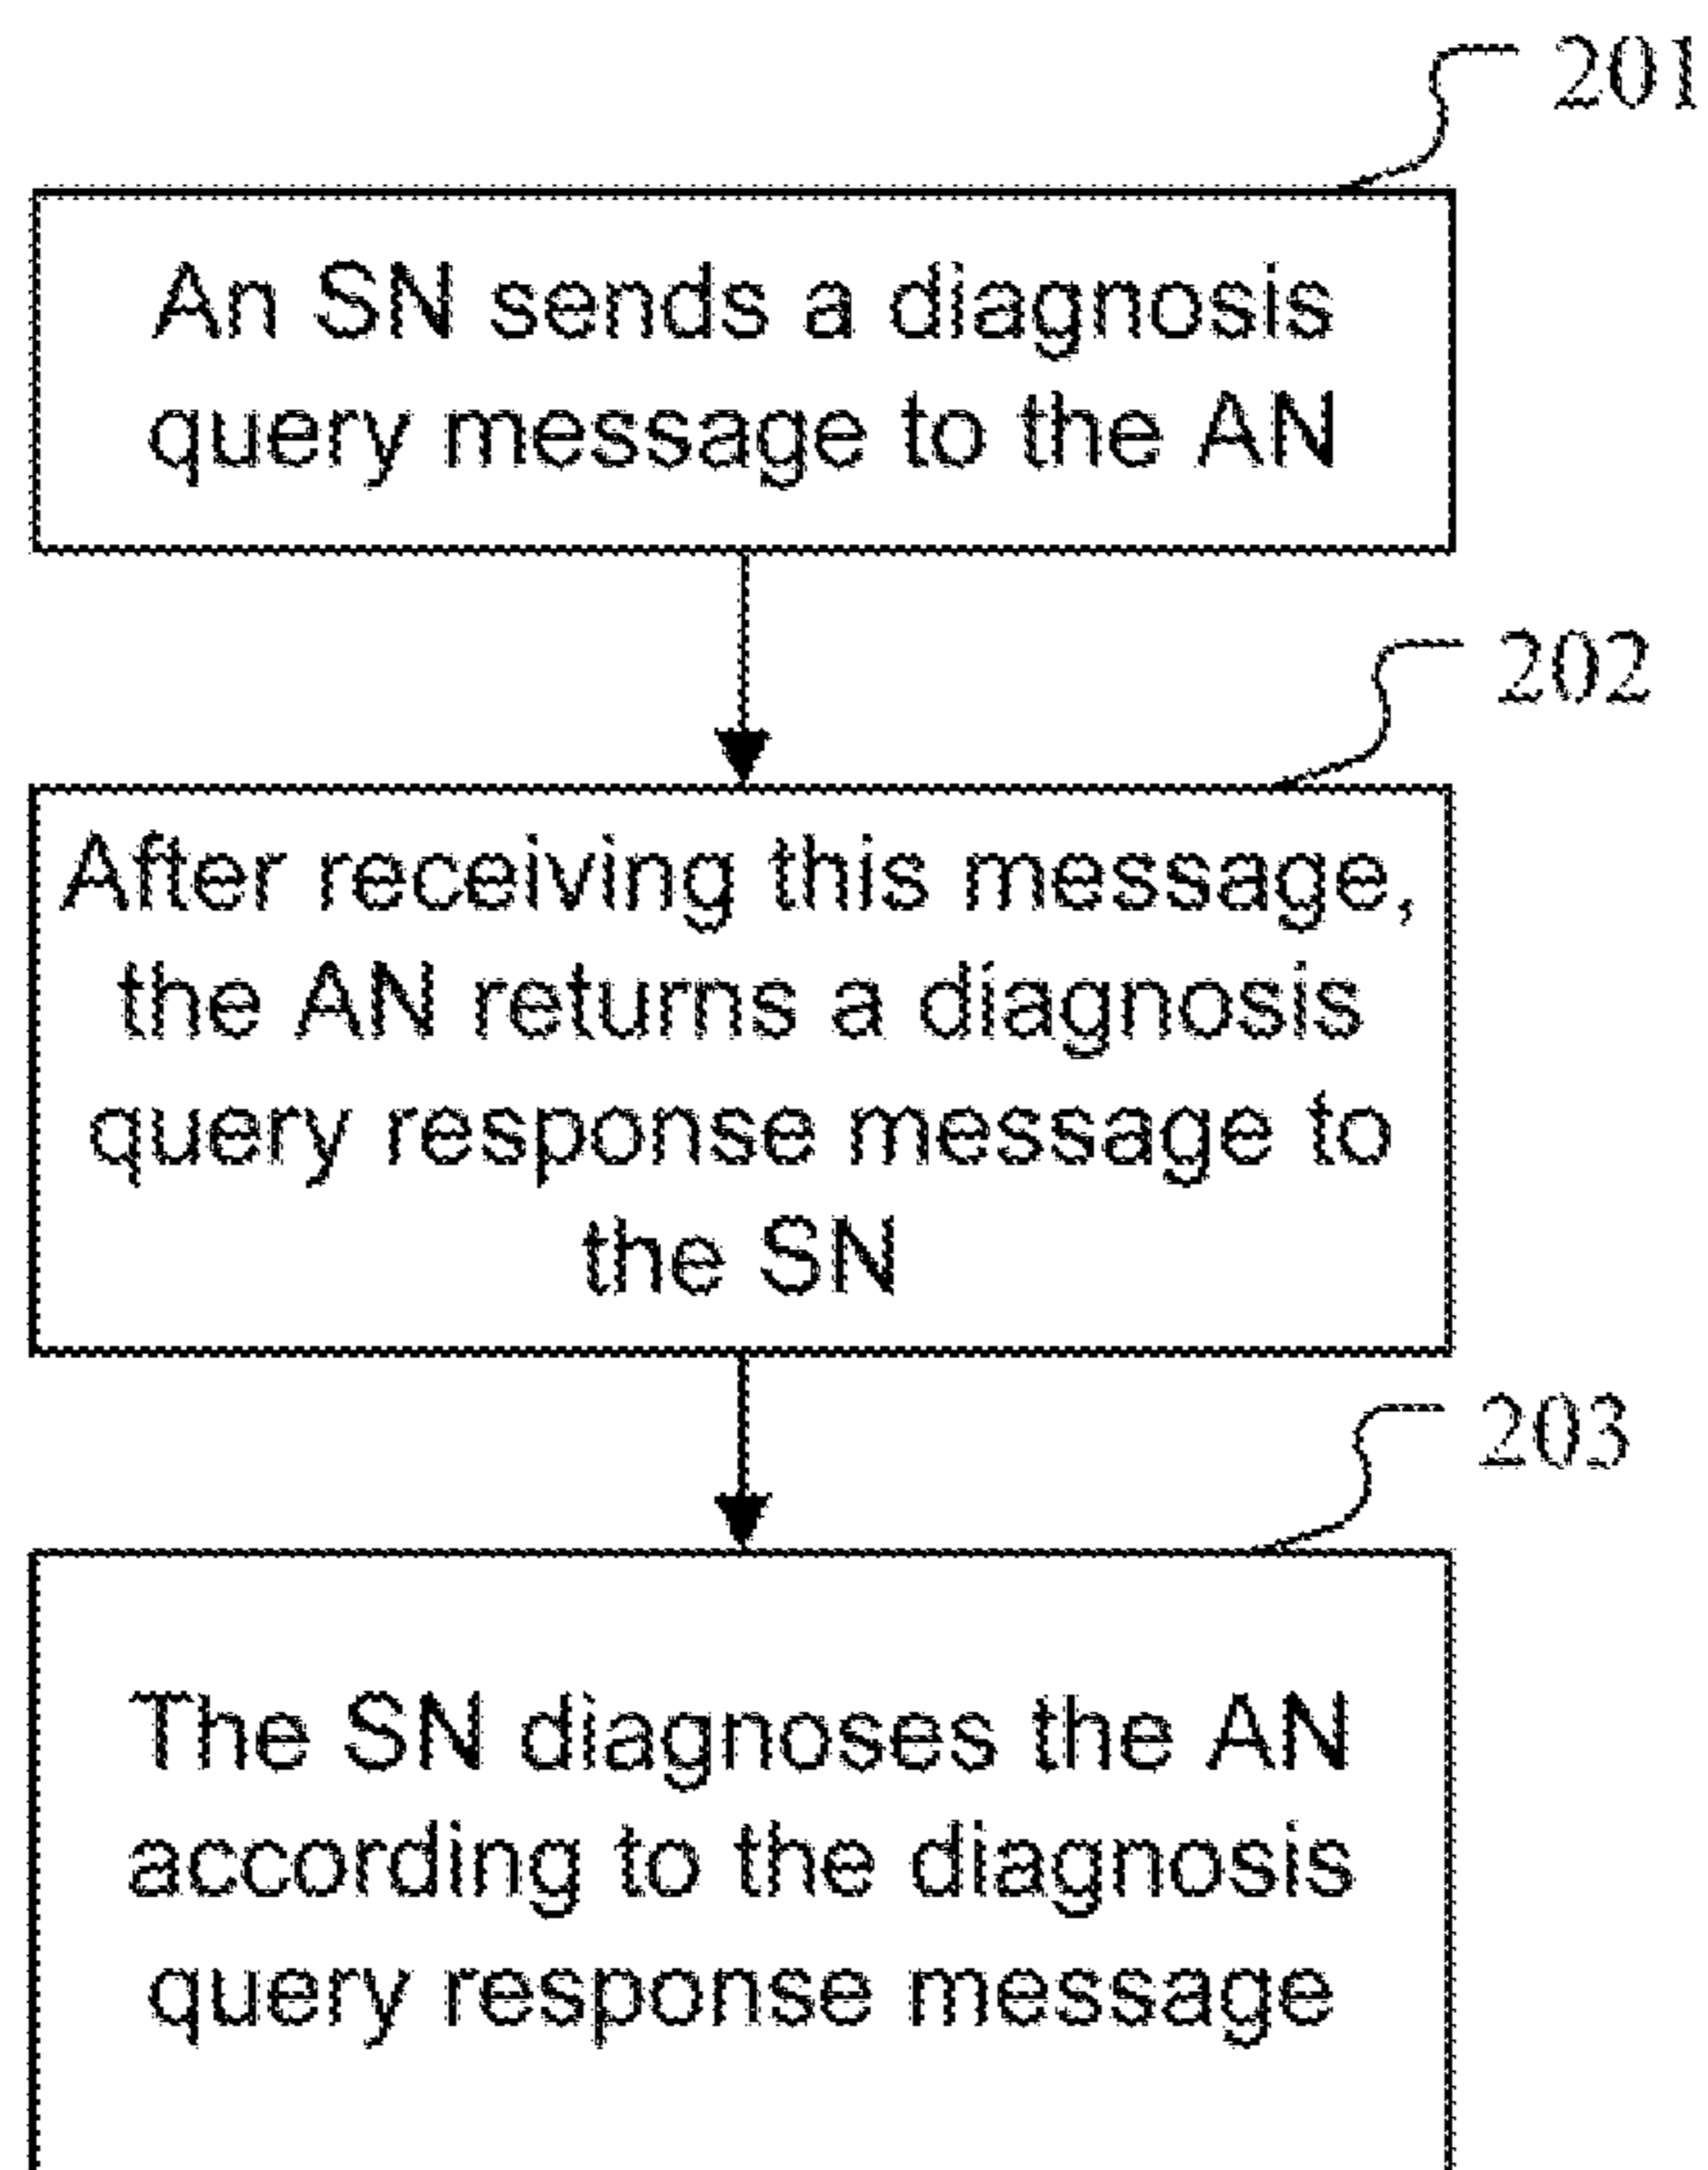 201
An SN sends a diagnosis
query message to the AN
202
After receiving this message,
the AN returns a diagnosis
query response message to
the SN
203
The SN diagnoses the AN
according to the diagnosis
query response message